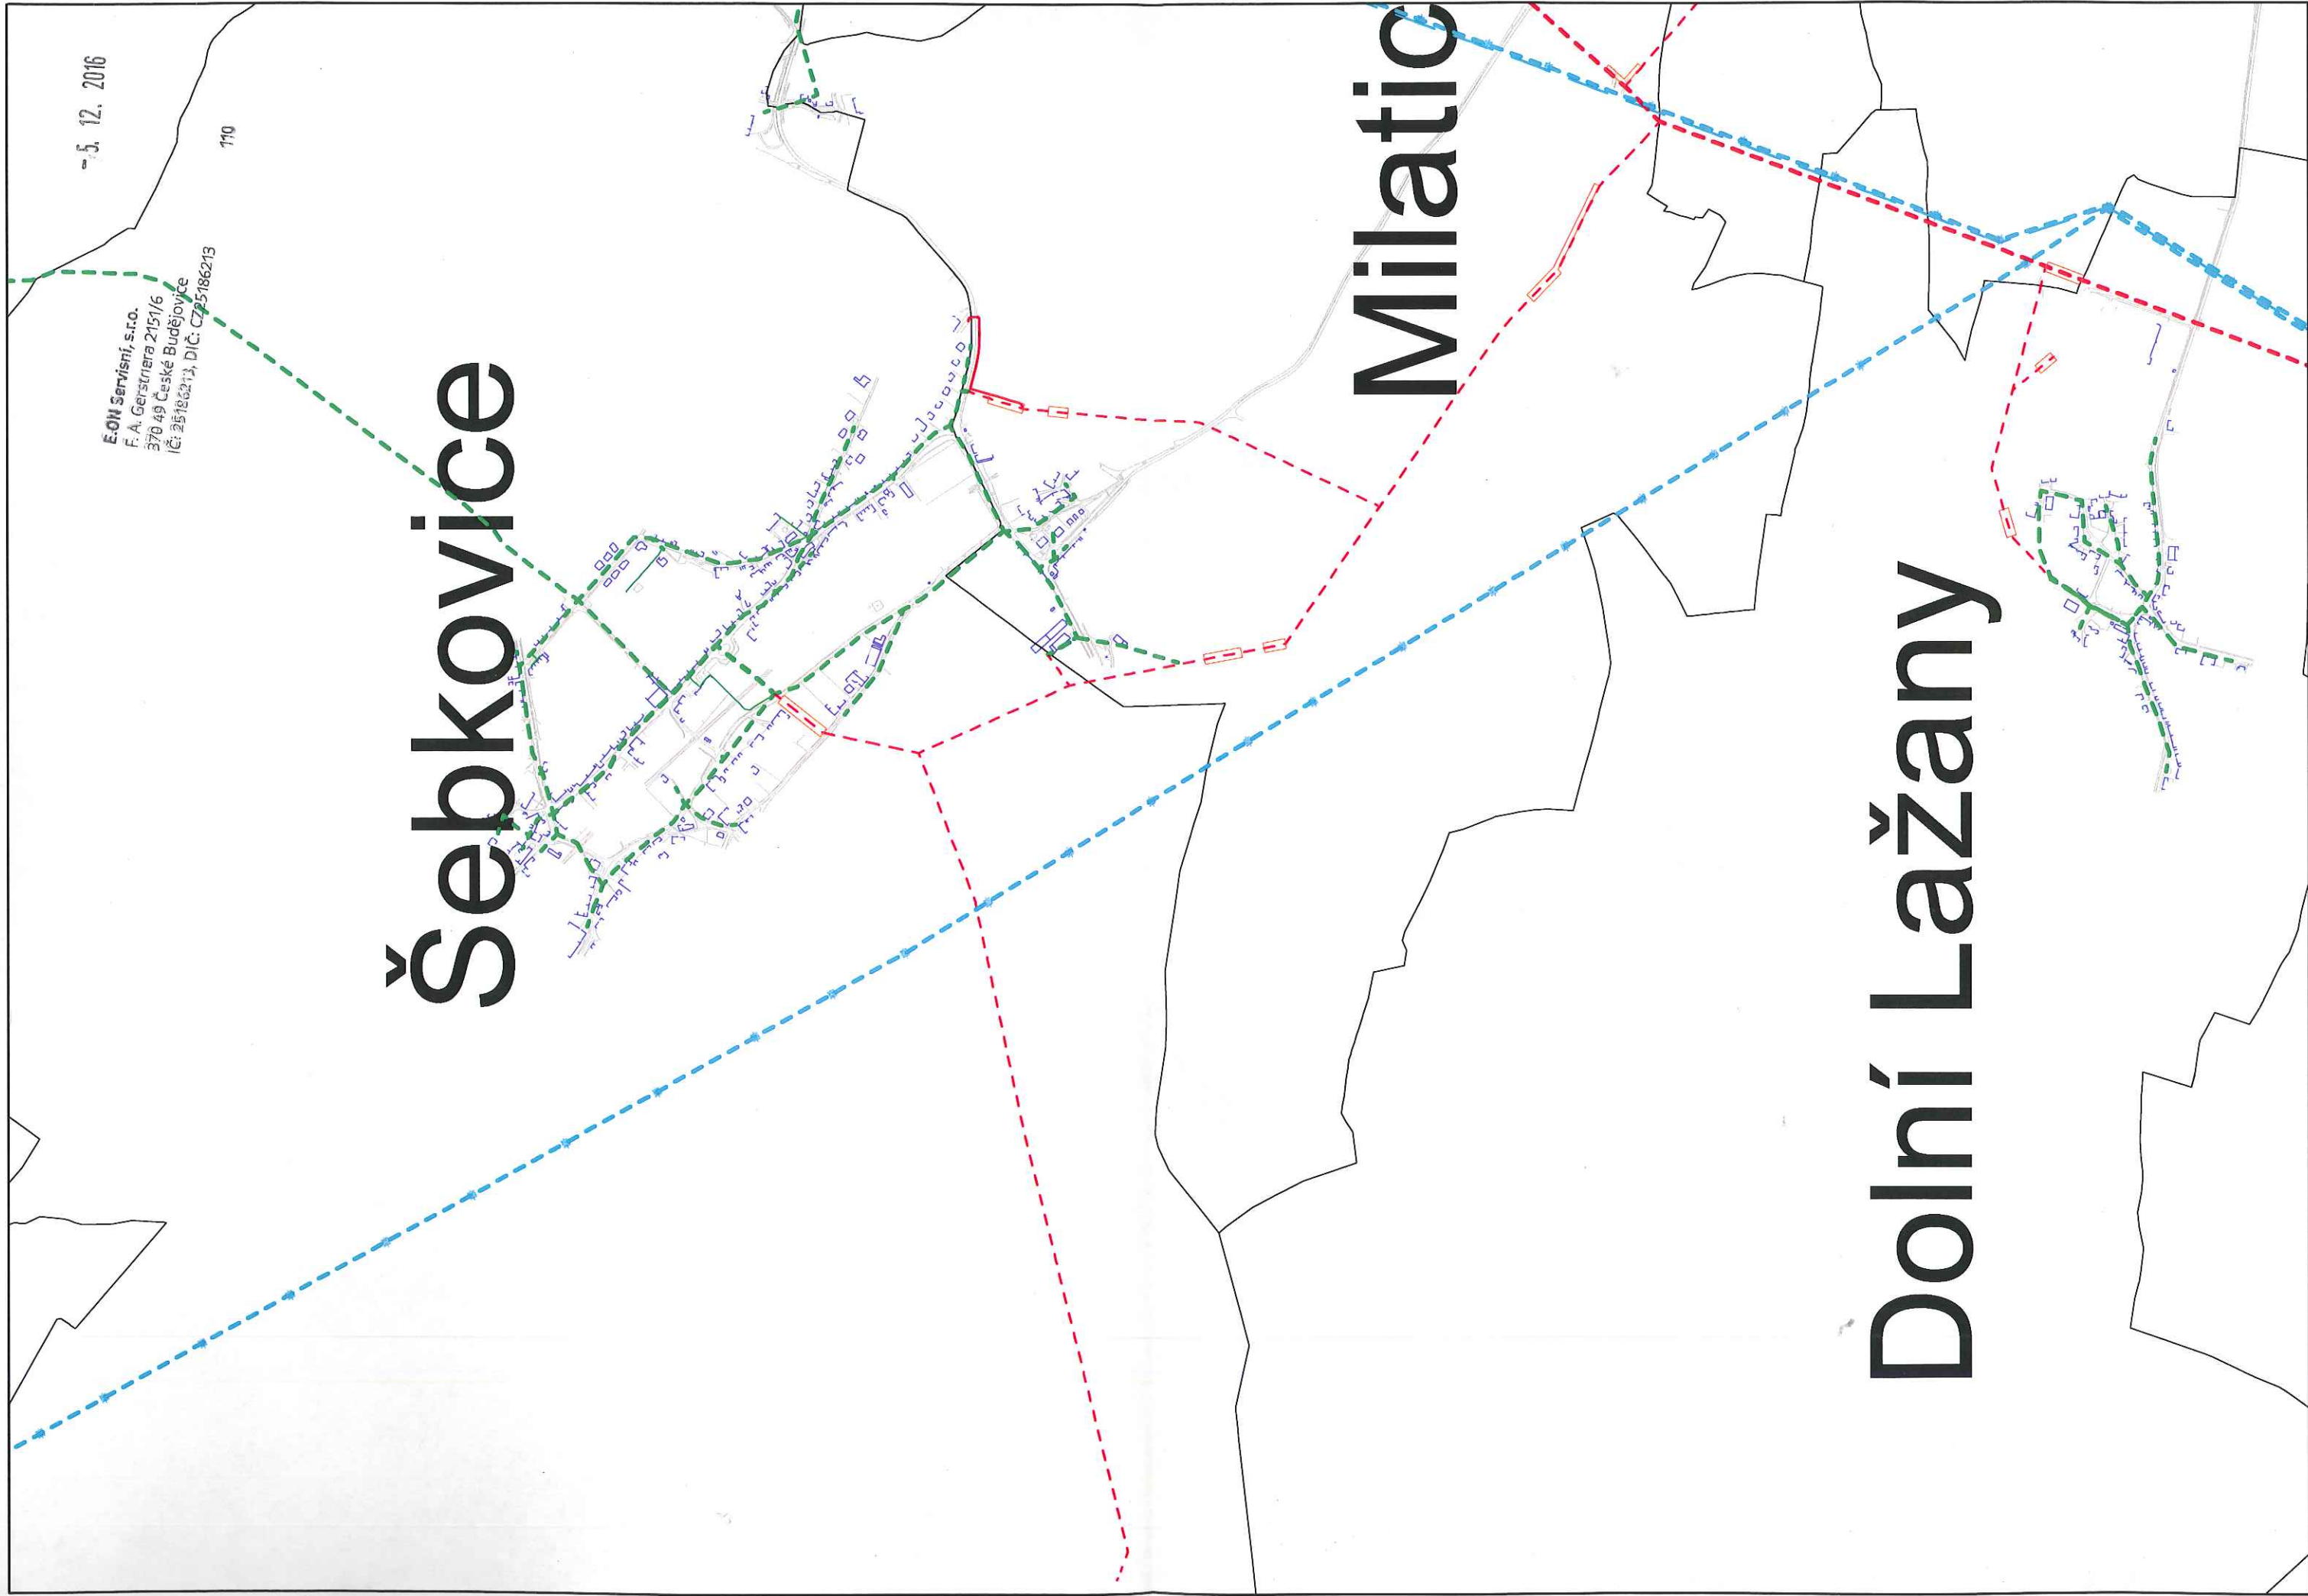 - 5. 12. 2016
110
E.ON Servisní, s.r.o.
F. A. Gerstnera 2151/6
370 49 České Budějovice
IČ: 25186213, DIČ: CZ25186213
Šebkovice
Milatic
Dolní Lažany